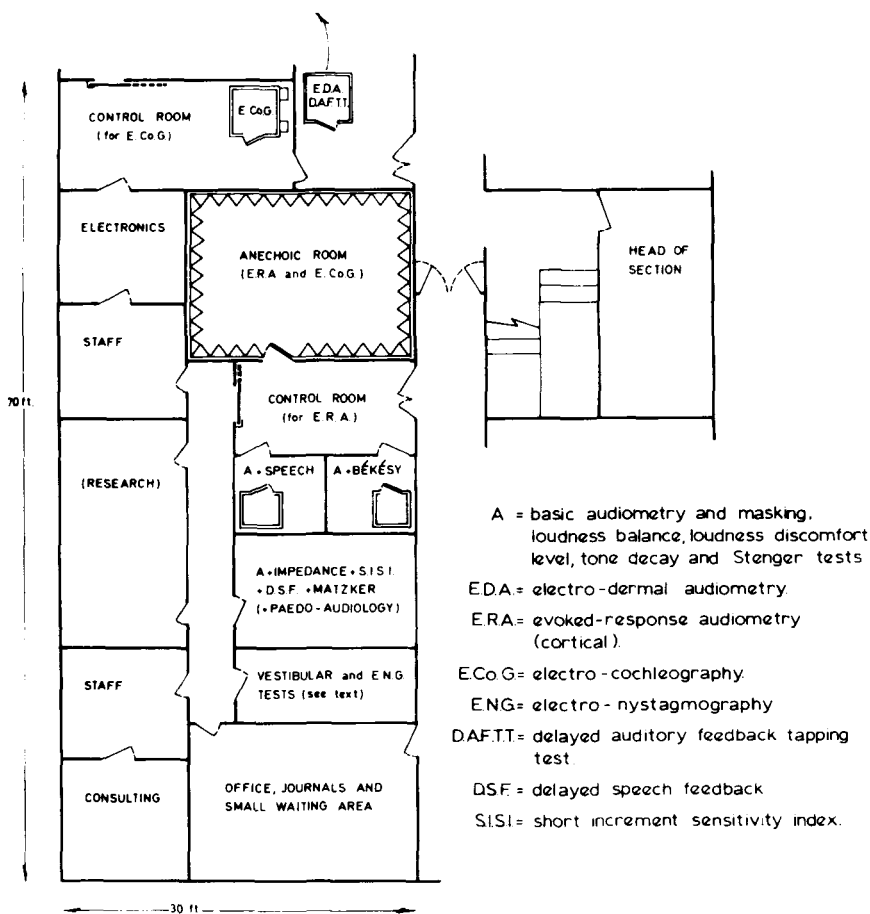 E.D.A.
D.A.F.T.T.
E.Co.G.
CONTROL ROOM
(for E.Co.G.)
ELECTRONICS
ANECHOIC ROOM
(E.R.A. and E.Co.G.)
HEAD OF
SECTION
STAFF
70 ft.
CONTROL ROOM
(for E.R.A.)
A + SPEECH
A + BÉKÉSY
(RESEARCH)
A + IMPEDANCE + S.I.S.I.
+ D.S.F. + MATZKER
(+ PAEDO-AUDIOLOGY)
STAFF
VESTIBULAR and E.N.G.
TESTS (see text)
CONSULTING
OFFICE, JOURNALS AND
SMALL WAITING AREA
30 ft
A = basic audiometry and masking,
loudness balance, loudness discomfort
level, tone decay and Stenger tests
E.D.A. = electro-dermal audiometry.
E.R.A. = evoked-response audiometry
(cortical).
E.Co.G. = electro-cochleography.
E.N.G. = electro-nystagmography
D.A.F.T.T. = delayed auditory feedback tapping
test
D.S.F. = delayed speech feedback
S.I.S.I. = short increment sensitivity index.